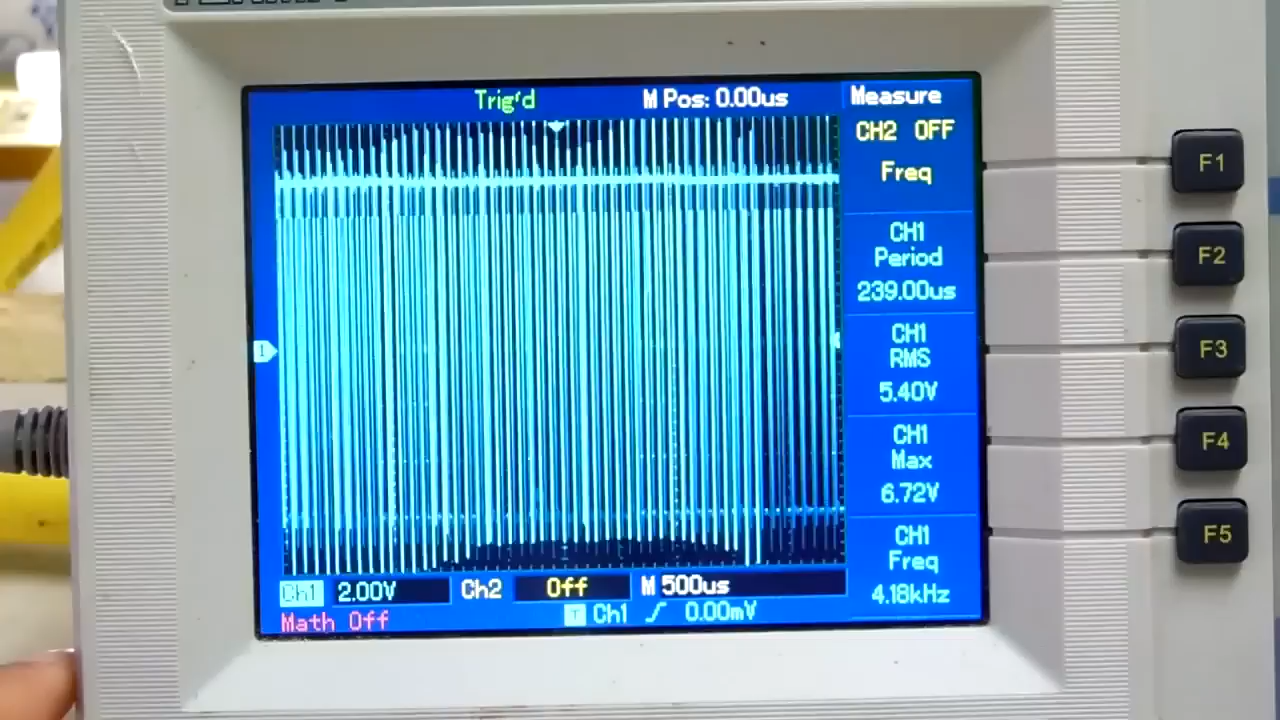 Trig'd M Pos: 0.00us Measure
CH2 OFF
Freq
CH1
Period
239.00us
CH1
RMS
5.40V
CH1
Max
6.72V
CH1
Freq
4.18kHz
1
Ch1 2.00V Ch2 Off M 500us
Math Off T Ch1 0.00mV
F1
F2
F3
F4
F5